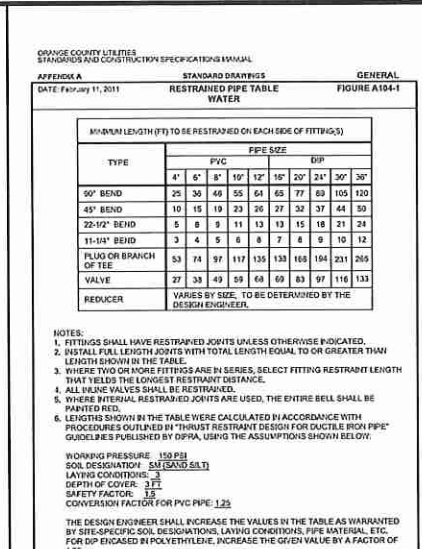 ORANGE COUNTY UTILITIES
STANDARDS AND CONSTRUCTION SPECIFICATIONS MANUAL
APPENDIX A STANDARD DRAWINGS GENERAL
DATE: February 11, 2011 RESTRAINED PIPE TABLE FIGURE A104-1
WATER
MINIMUM LENGTH (FT) TO BE RESTRAINED ON EACH SIDE OF FITTING(S)
TYPE PIPE SIZE
PVC DIP
4" 6" 8" 10" 12" 16" 20" 24" 30" 36"
90° BEND 25 36 46 55 64 65 77 89 105 120
45° BEND 10 15 19 23 26 27 32 37 44 50
22-1/2° BEND 5 8 9 11 13 13 15 18 21 24
11-1/4° BEND 3 4 5 6 6 7 8 9 10 12
PLUG OR BRANCH OF TEE 53 74 97 117 135 138 166 194 231 265
VALVE 27 38 49 59 68 69 83 97 116 133
REDUCER VARIES BY SIZE, TO BE DETERMINED BY THE
DESIGN ENGINEER.
NOTES:
1. FITTINGS SHALL HAVE RESTRAINED JOINTS UNLESS OTHERWISE INDICATED.
2. INSTALL FULL LENGTH JOINTS WITH TOTAL LENGTH EQUAL TO OR GREATER THAN
LENGTH SHOWN IN THE TABLE.
3. WHERE TWO OR MORE FITTINGS ARE IN SERIES, SELECT FITTING RESTRAINT LENGTH
THAT YIELDS THE LONGEST RESTRAINT DISTANCE.
4. ALL INLINE VALVES SHALL BE RESTRAINED.
5. WHERE INTERNAL RESTRAINED JOINTS ARE USED, THE ENTIRE BELL SHALL BE
PAINTED RED.
6. LENGTHS SHOWN IN THE TABLE WERE CALCULATED IN ACCORDANCE WITH
PROCEDURES OUTLINED IN "THRUST RESTRAINT DESIGN FOR DUCTILE IRON PIPE"
GUIDELINES PUBLISHED BY DIPRA, USING THE ASSUMPTIONS SHOWN BELOW:
WORKING PRESSURE: 150 PSI
SOIL DESIGNATION: SM (SAND SILT)
LAYING CONDITIONS: 3
DEPTH OF COVER: 3 FT
SAFETY FACTOR: 1.5
CONVERSION FACTOR FOR PVC PIPE: 1.25
THE DESIGN ENGINEER SHALL INCREASE THE VALUES IN THE TABLE AS WARRANTED
BY SITE-SPECIFIC SOIL DESIGNATIONS, LAYING CONDITIONS, PIPE MATERIAL, ETC.
FOR DIP ENCASED IN POLYETHYLENE, INCREASE THE GIVEN VALUE BY A FACTOR OF